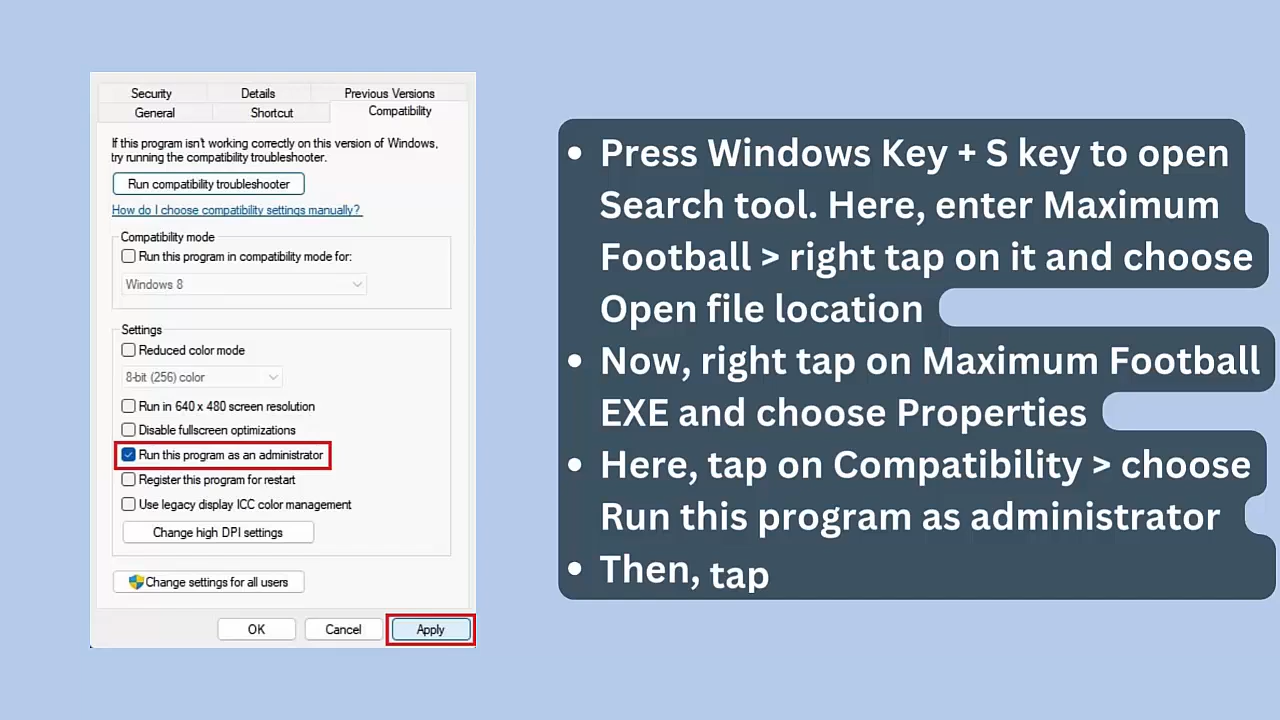 Security Details Previous Versions
General Shortcut Compatibility
If this program isn't working correctly on this version of Windows,
try running the compatibility troubleshooter.
Run compatibility troubleshooter
How do I choose compatibility settings manually?
Compatibility mode
Run this program in compatibility mode for:
Windows 8
Settings
Reduced color mode
8-bit (256) color
Run in 640 x 480 screen resolution
Disable fullscreen optimizations
Run this program as an administrator
Register this program for restart
Use legacy display ICC color management
Change high DPI settings
Change settings for all users
OK Cancel Apply
• Press Windows Key + S key to open
Search tool. Here, enter Maximum
Football > right tap on it and choose
Open file location
• Now, right tap on Maximum Football
EXE and choose Properties
• Here, tap on Compatibility > choose
Run this program as administrator
• Then, tap